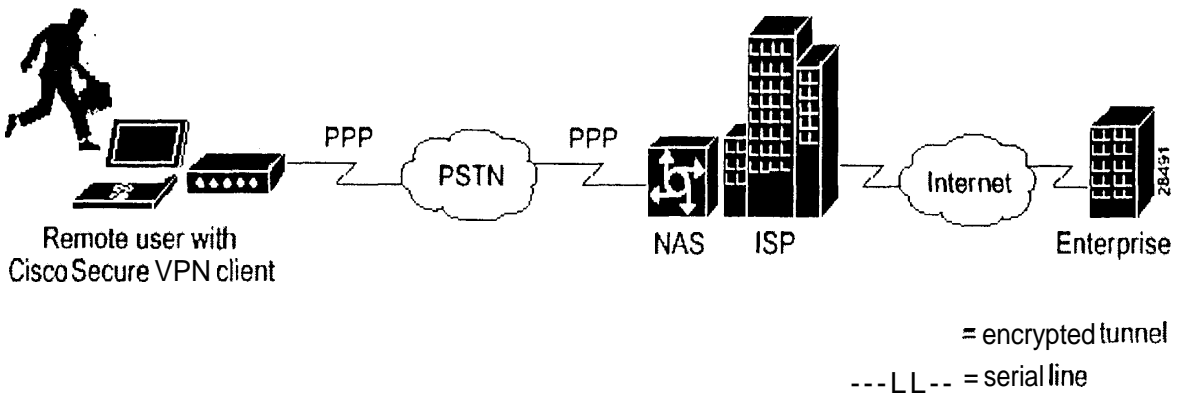 PPP
PPP
PSTN
Internet
28491
NAS
ISP
Enterprise
Remote user with
Cisco Secure VPN client
= encrypted tunnel
---LL-- = serial line